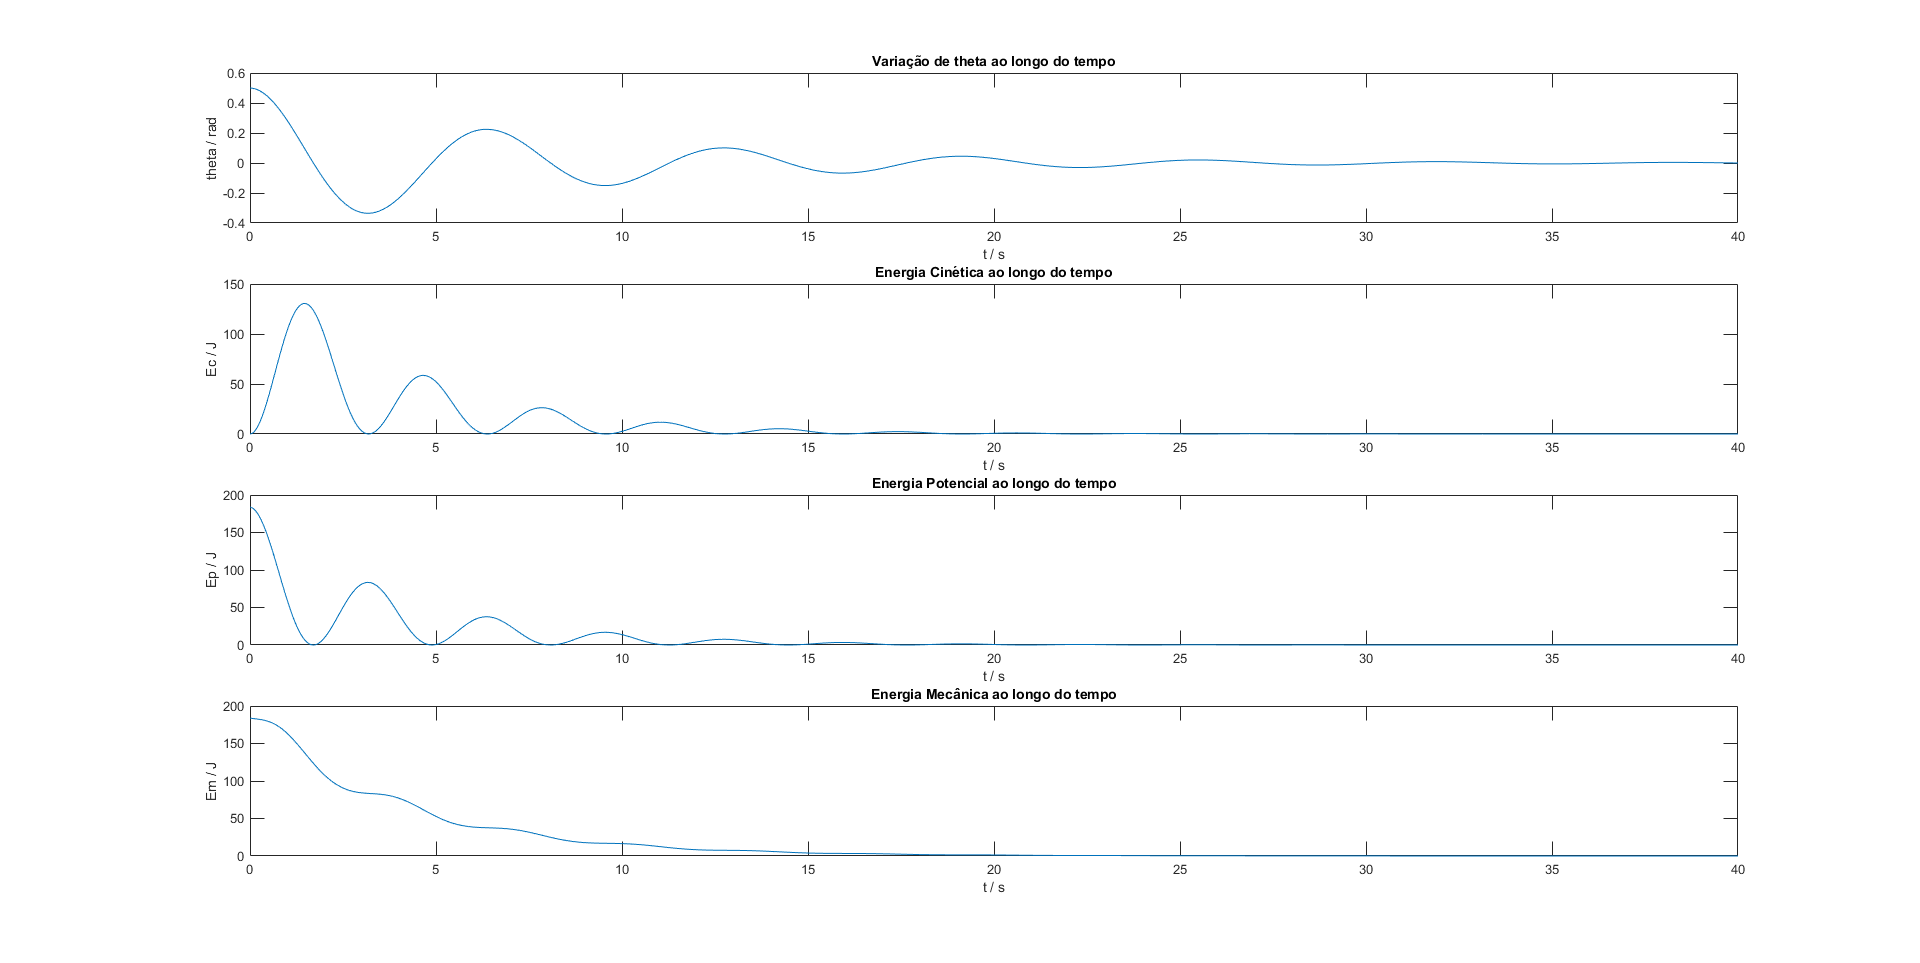 Variação de theta ao longo do tempo
0.6
0.4
0.2
0
-0.2
-0.4
theta / rad
0 5 10 15 20 25 30 35 40
t / s
Energia Cinética ao longo do tempo
150
100
50
0
Ec / J
0 5 10 15 20 25 30 35 40
t / s
Energia Potencial ao longo do tempo
200
150
100
50
0
Ep / J
0 5 10 15 20 25 30 35 40
t / s
Energia Mecânica ao longo do tempo
200
150
100
50
0
Em / J
0 5 10 15 20 25 30 35 40
t / s